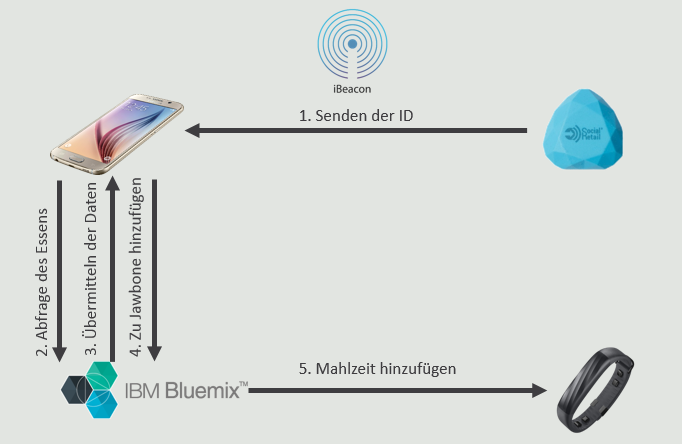 iBeacon
1. Senden der ID
Social
Retail
2. Abfrage des Essens
3. Übermitteln der Daten
4. Zu Jawbone hinzufügen
5. Mahlzeit hinzufügen
IBM Bluemix™